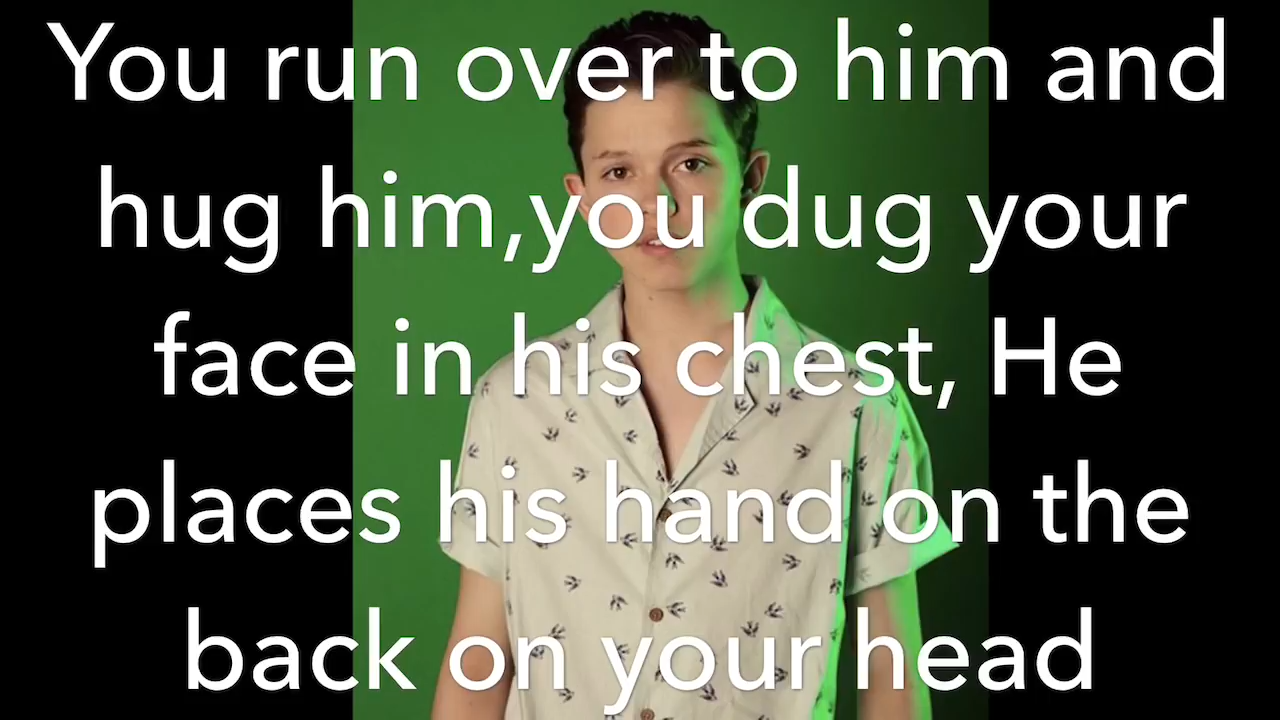 You run over to him and
hug him,you dug your
face in his chest, He
places his hand on the
back on your head